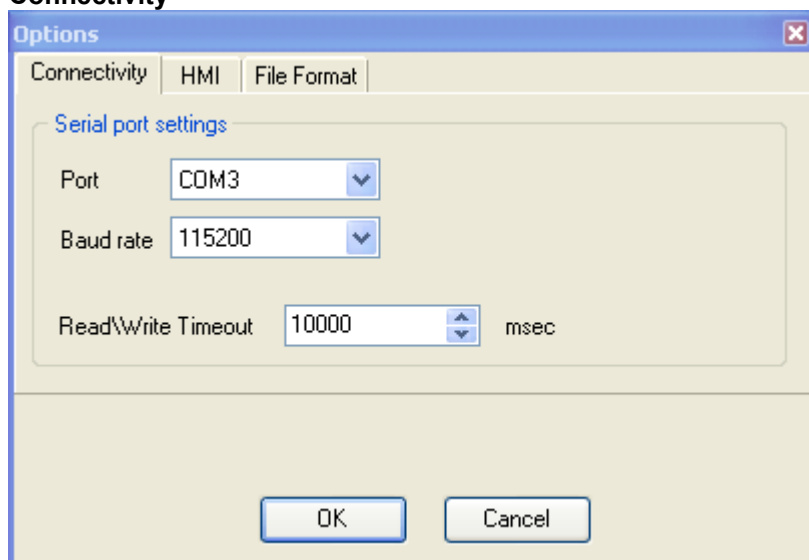 Connectivity
Options
Connectivity HMI File Format
Serial port settings
Port COM3
Baud rate 115200
Read\Write Timeout 10000 msec
OK Cancel